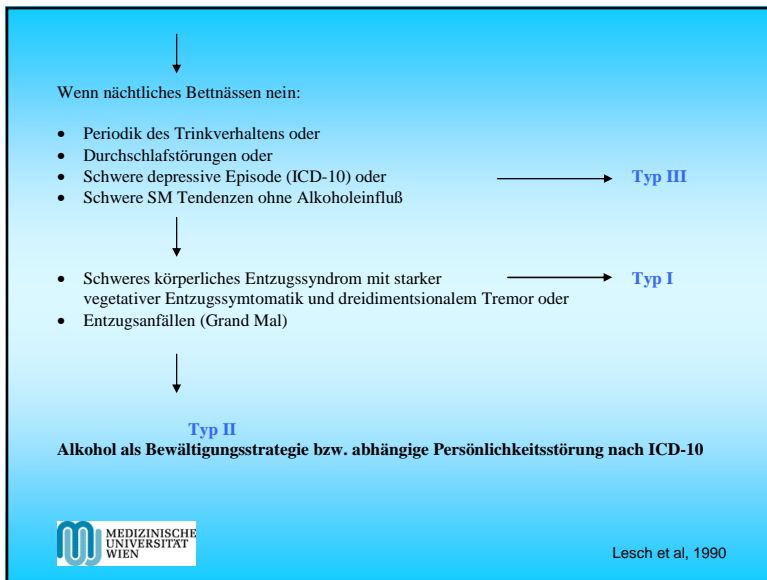 Wenn nächtliches Bettnässen nein:
• Periodik des Trinkverhaltens oder
• Durchschlafstörungen oder
• Schwere depressive Episode (ICD-10) oder
Typ III
• Schwere SM Tendenzen ohne Alkoholeinfluß
• Schweres körperliches Entzugssyndrom mit starker
Typ I
vegetativer Entzugssymtomatik und dreidimentsionalem Tremor oder
• Entzugsanfällen (Grand Mal)
Typ II
Alkohol als Bewältigungsstrategie bzw. abhängige Persönlichkeitsstörung nach ICD-10
MEDIZINISCHE
UNIVERSITÄT
WIEN
Lesch et al, 1990